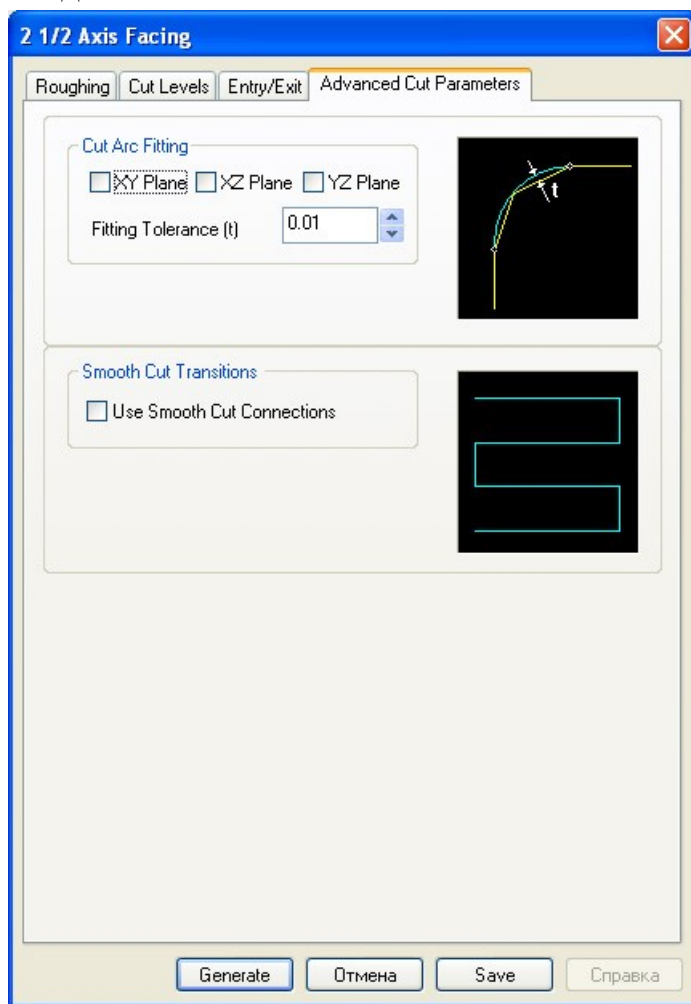 2 1/2 Axis Facing
Roughing Cut Levels Entry/Exit Advanced Cut Parameters
Cut Arc Fitting
XY Plane XZ Plane YZ Plane
Fitting Tolerance (t) 0.01
t
Smooth Cut Transitions
Use Smooth Cut Connections
Generate Отмена Save Справка